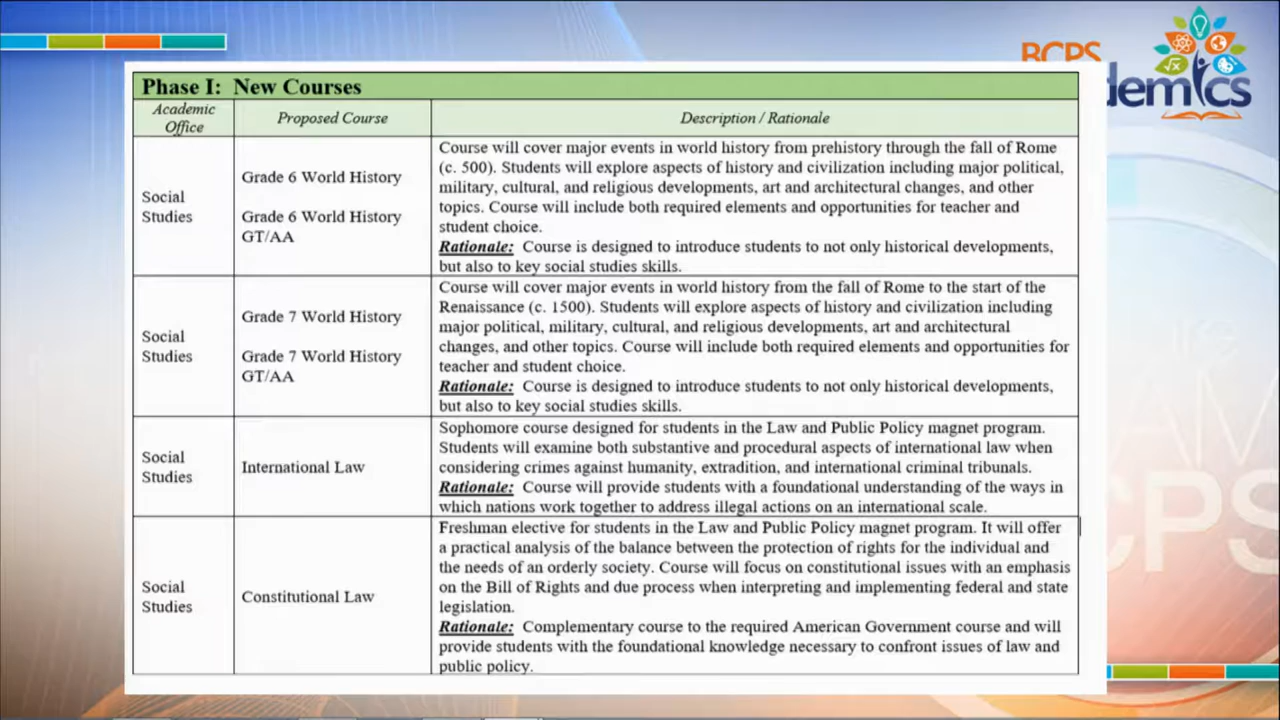 BCPS
demics
Phase I: New Courses
Academic
Office
Proposed Course
Description / Rationale
Social
Studies
Grade 6 World History
Grade 6 World History
GT/AA
Course will cover major events in world history from prehistory through the fall of Rome
(c. 500). Students will explore aspects of history and civilization including major political,
military, cultural, and religious developments, art and architectural changes, and other
topics. Course will include both required elements and opportunities for teacher and
student choice.
Rationale: Course is designed to introduce students to not only historical developments,
but also to key social studies skills.
Social
Studies
Grade 7 World History
Grade 7 World History
GT/AA
Course will cover major events in world history from the fall of Rome to the start of the
Renaissance (c. 1500). Students will explore aspects of history and civilization including
major political, military, cultural, and religious developments, art and architectural
changes, and other topics. Course will include both required elements and opportunities for
teacher and student choice.
Rationale: Course is designed to introduce students to not only historical developments,
but also to key social studies skills.
Social
Studies
International Law
Sophomore course designed for students in the Law and Public Policy magnet program.
Students will examine both substantive and procedural aspects of international law when
considering crimes against humanity, extradition, and international criminal tribunals.
Rationale: Course will provide students with a foundational understanding of the ways in
which nations work together to address illegal actions on an international scale.
Social
Studies
Constitutional Law
Freshman elective for students in the Law and Public Policy magnet program. It will offer
a practical analysis of the balance between the protection of rights for the individual and
the needs of an orderly society. Course will focus on constitutional issues with an emphasis
on the Bill of Rights and due process when interpreting and implementing federal and state
legislation.
Rationale: Complementary course to the required American Government course and will
provide students with the foundational knowledge necessary to confront issues of law and
public policy.
CPS